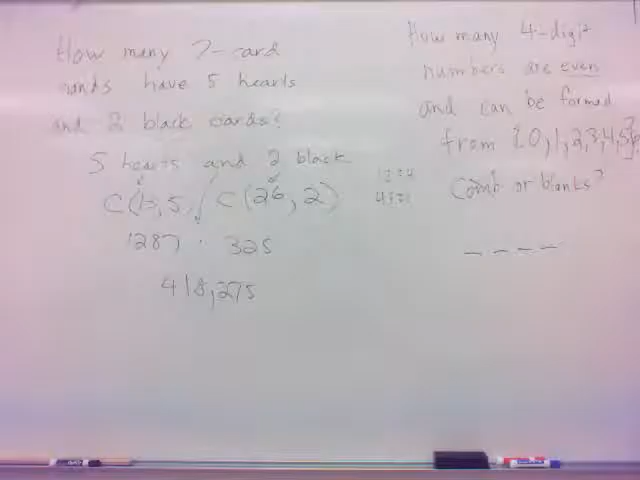 How many 7-card
hands have 5 hearts
and 2 black cards?
5 hearts and 2 black
C(13,5) C(26,2)
1287 · 325
418,275
1234
4321
How many 4-digit
numbers are even
and can be formed
from {0,1,2,3,4,5}?
Comb or blanks?
_ _ _ _